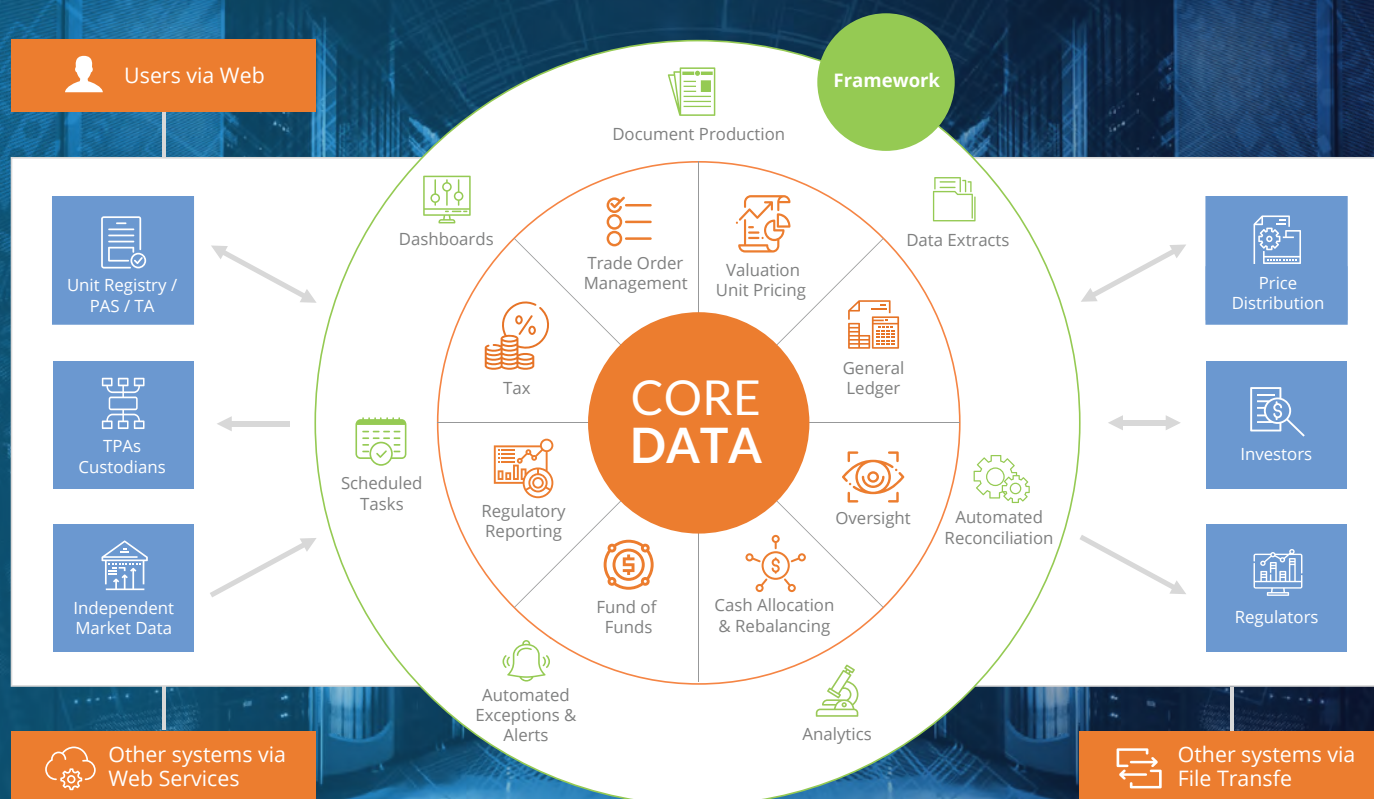 Users via Web
Framework
Document Production
Dashboards
Data Extracts
Trade Order
Management
Valuation
Unit Pricing
Unit Registry /
PAS / TA
Price
Distribution
Tax
General
Ledger
CORE
DATA
TPAs
Custodians
Investors
Scheduled
Tasks
Regulatory
Reporting
Oversight
Automated
Reconciliation
Independent
Market Data
Fund of
Funds
Cash Allocation
& Rebalancing
Regulators
Automated
Exceptions &
Alerts
Analytics
Other systems via
Web Services
Other systems via
File Transfe